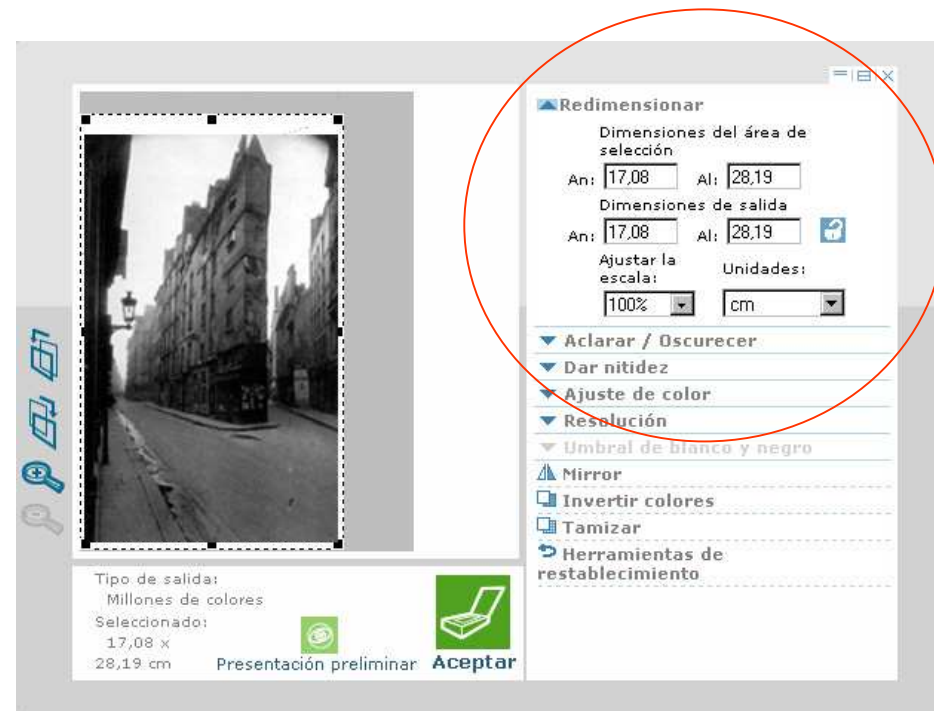 Redimensionar
Dimensiones del área de
selección
An: 17,08 Al: 28,19
Dimensiones de salida
An: 17,08 Al: 28,19
Ajustar la
escala:
Unidades:
100% cm
Aclarar / Oscurecer
Dar nitidez
Ajuste de color
Resolución
Umbral de blanco y negro
Mirror
Invertir colores
Tamizar
Herramientas de
restablecimiento
Tipo de salida:
Millones de colores
Seleccionado:
17,08 x
28,19 cm
Presentación preliminar
Aceptar